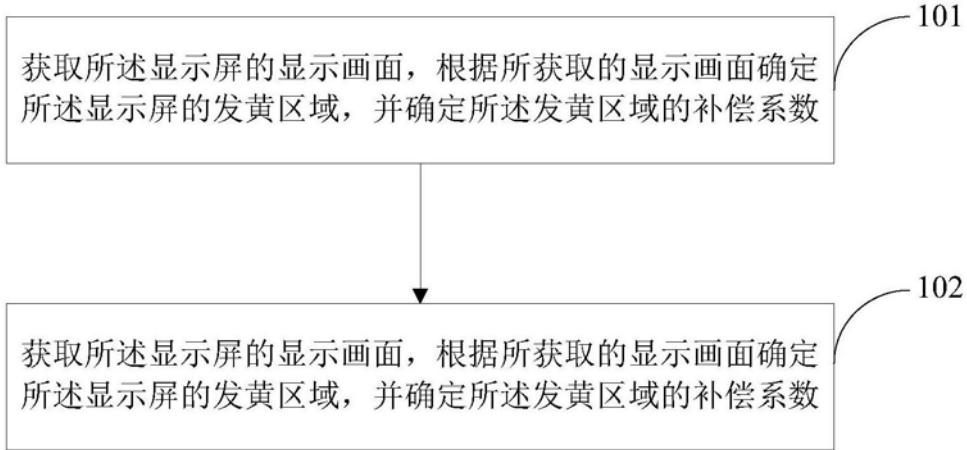 101
获取所述显示屏的显示画面，根据所获取的显示画面确定
所述显示屏的发黄区域，并确定所述发黄区域的补偿系数
102
获取所述显示屏的显示画面，根据所获取的显示画面确定
所述显示屏的发黄区域，并确定所述发黄区域的补偿系数